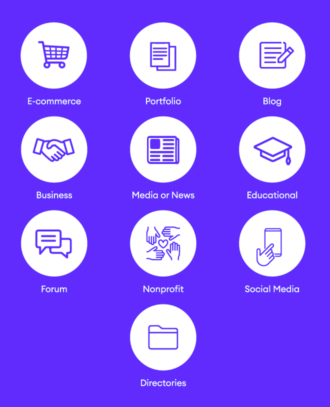 E-commerce
Portfolio
Blog
Business
Media or News
Educational
Forum
Nonprofit
Social Media
Directories